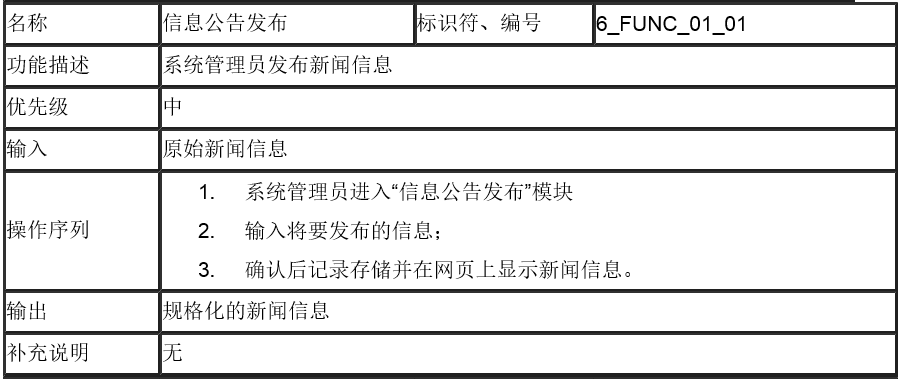 名称 信息公告发布 标识符、编号 6_FUNC_01_01
功能描述 系统管理员发布新闻信息
优先级 中
输入 原始新闻信息
操作序列
1. 系统管理员进入“信息公告发布”模块
2. 输入将要发布的信息；
3. 确认后记录存储并在网页上显示新闻信息。
输出 规格化的新闻信息
补充说明 无